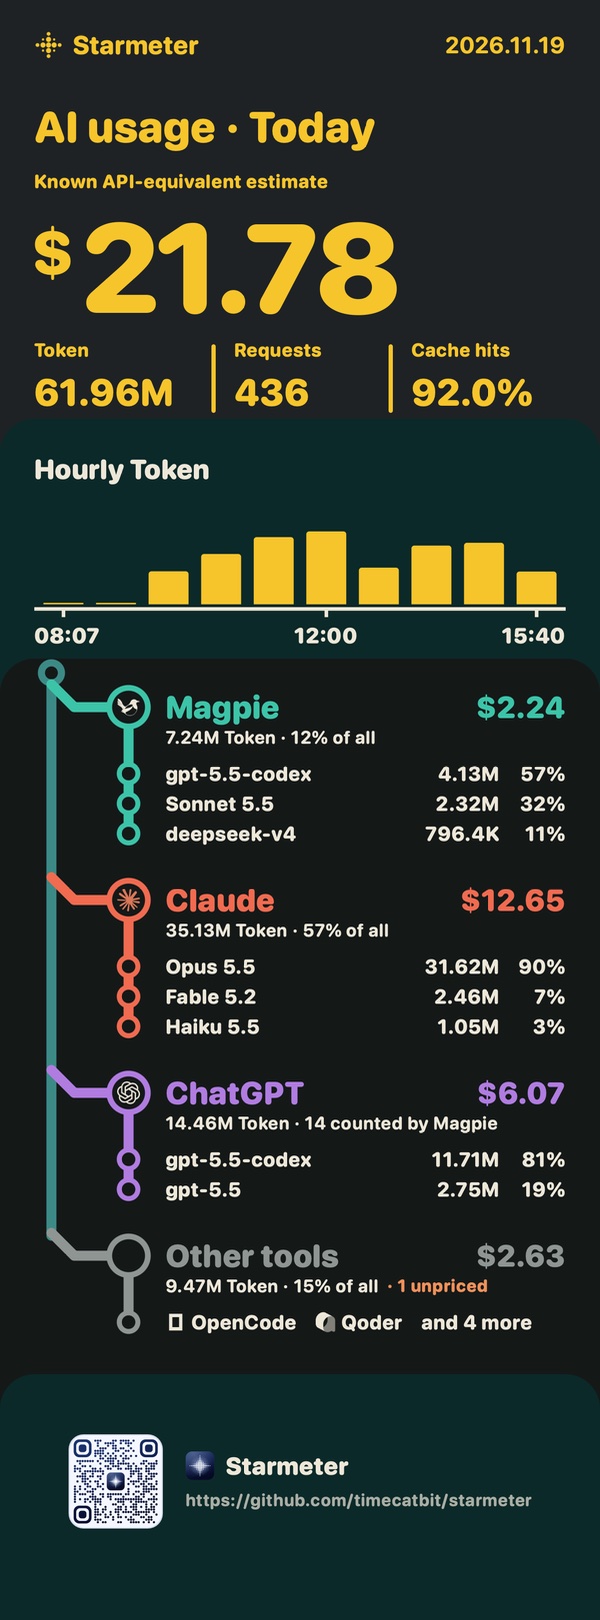 Starmeter 2026.11.19
AI usage · Today
Known API-equivalent estimate
$21.78
Token Requests Cache hits
61.96M 436 92.0%
Hourly Token
08:07 12:00 15:40
Magpie $2.24
7.24M Token · 12% of all
gpt-5.5-codex 4.13M 57%
Sonnet 5.5 2.32M 32%
deepseek-v4 796.4K 11%
Claude $12.65
35.13M Token · 57% of all
Opus 5.5 31.62M 90%
Fable 5.2 2.46M 7%
Haiku 5.5 1.05M 3%
ChatGPT $6.07
14.46M Token · 14 counted by Magpie
gpt-5.5-codex 11.71M 81%
gpt-5.5 2.75M 19%
Other tools $2.63
9.47M Token · 15% of all · 1 unpriced
OpenCode Qoder and 4 more
Starmeter
https://github.com/timecatbit/starmeter